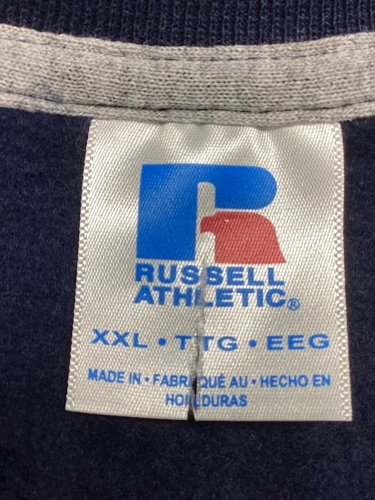 RUSSELL
ATHLETIC®
XXL • TTG • EEG
MADE IN • FABRIQUÉ AU • HECHO EN
HONDURAS